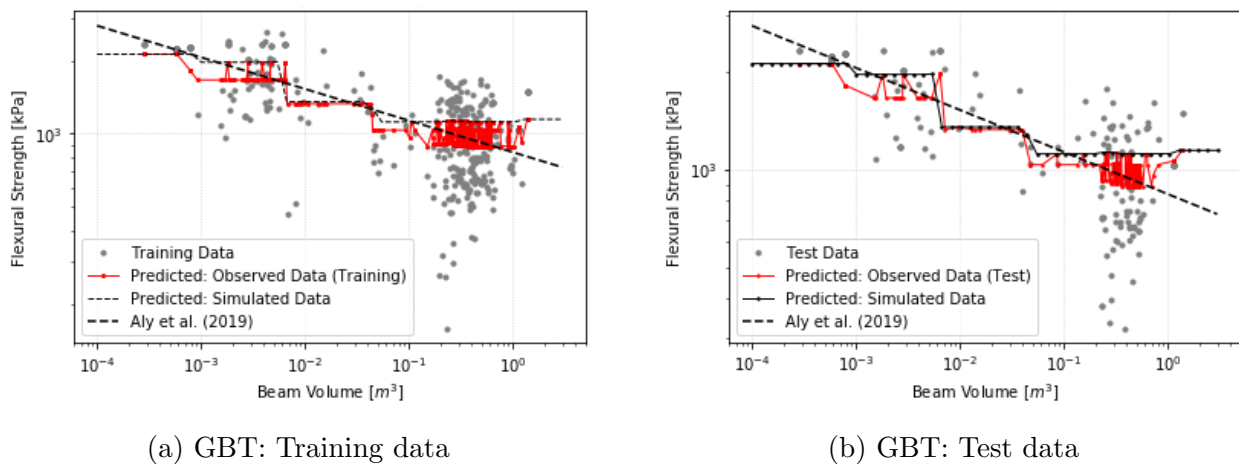 Flexural Strength [kPa]
10³
Training Data
Predicted: Observed Data (Training)
Predicted: Simulated Data
Aly et al. (2019)
10⁻⁴ 10⁻³ 10⁻² 10⁻¹ 10⁰
Beam Volume [m³]
(a) GBT: Training data
Flexural Strength [kPa]
10³
Test Data
Predicted: Observed Data (Test)
Predicted: Simulated Data
Aly et al. (2019)
10⁻⁴ 10⁻³ 10⁻² 10⁻¹ 10⁰
Beam Volume [m³]
(b) GBT: Test data